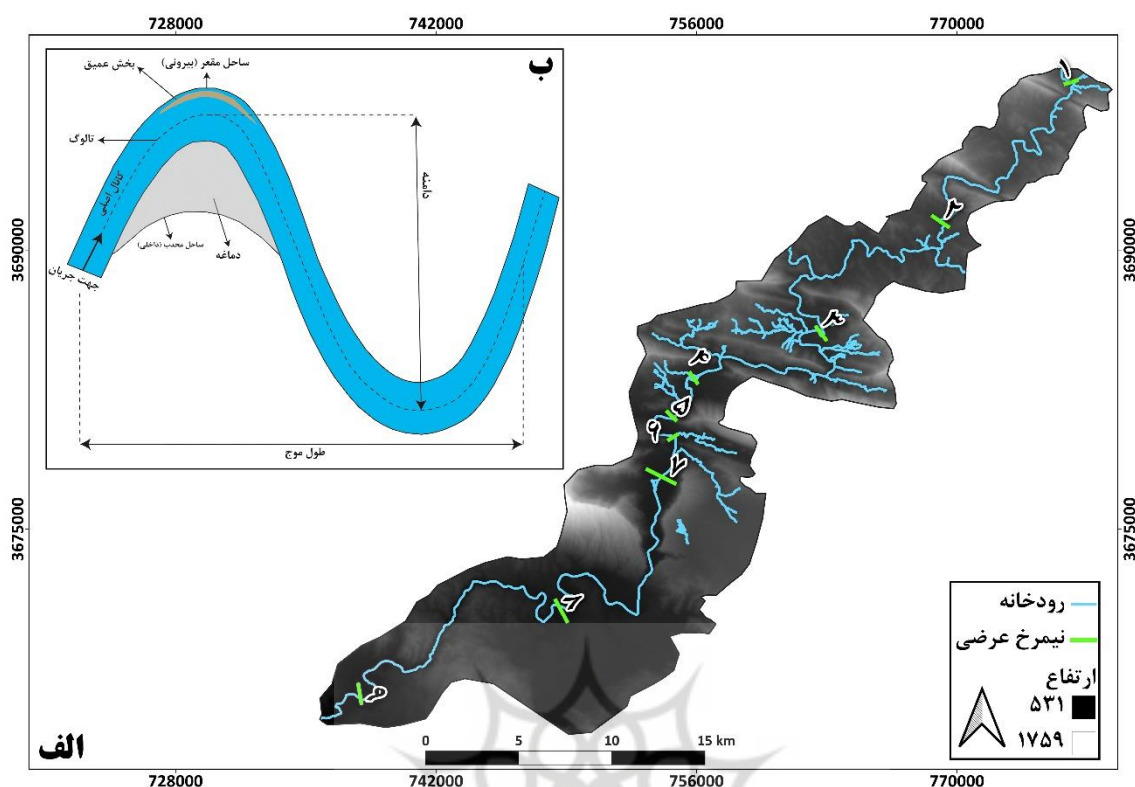 728000
742000
756000
770000
ب
ساحل مقعر (بیرونی)
بخش عمیق
تالوگ
کانال اصلی
دامنه
ساحل محدب (داخلی)
دماغه
جهت جریان
طول موج
3690000
3690000
3675000
3675000
۱
۲
۳
۴
۵
۶
۷
۸
۹
رودخانه
نیمرخ عرضی
ارتفاع
۵۳۱
۱۷۵۹
الف
0 5 10 15 km
728000
742000
756000
770000